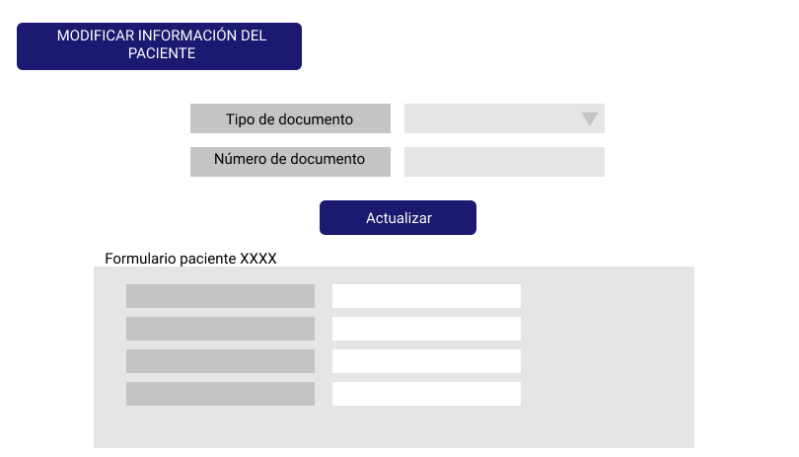 MODIFICAR INFORMACIÓN DEL
PACIENTE
Tipo de documento
Número de documento
Actualizar
Formulario paciente XXXX